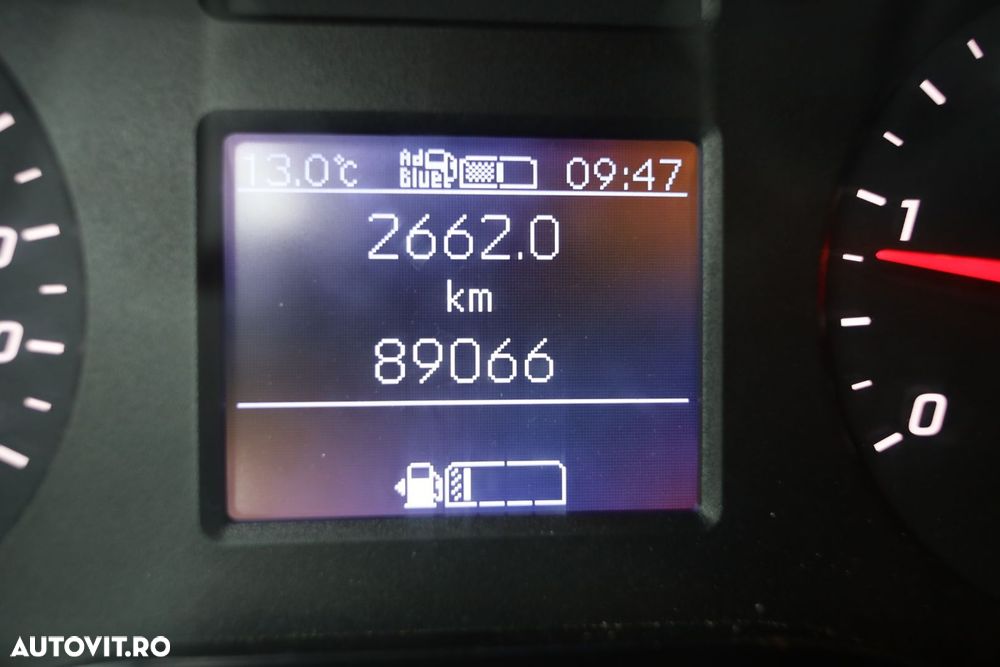 13.0°C Ad Blue 09:47
2662.0
km
89066
1
0
AUTOVIT.RO